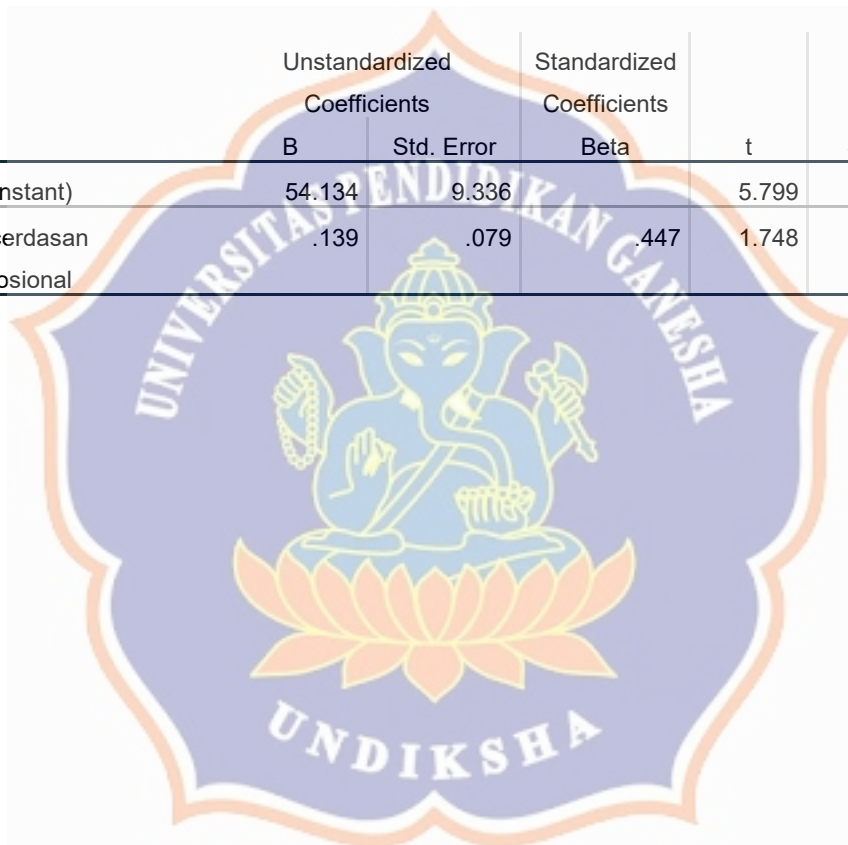 Unstandardized Standardized
Coefficients Coefficients
B Std. Error Beta t
nstant) 54.134 9.336 5.799
erdasan .139 .079 .447 1.748
osional
UNIVERSITAS PENDIDIKAN GANESHA
UNDIKSHA